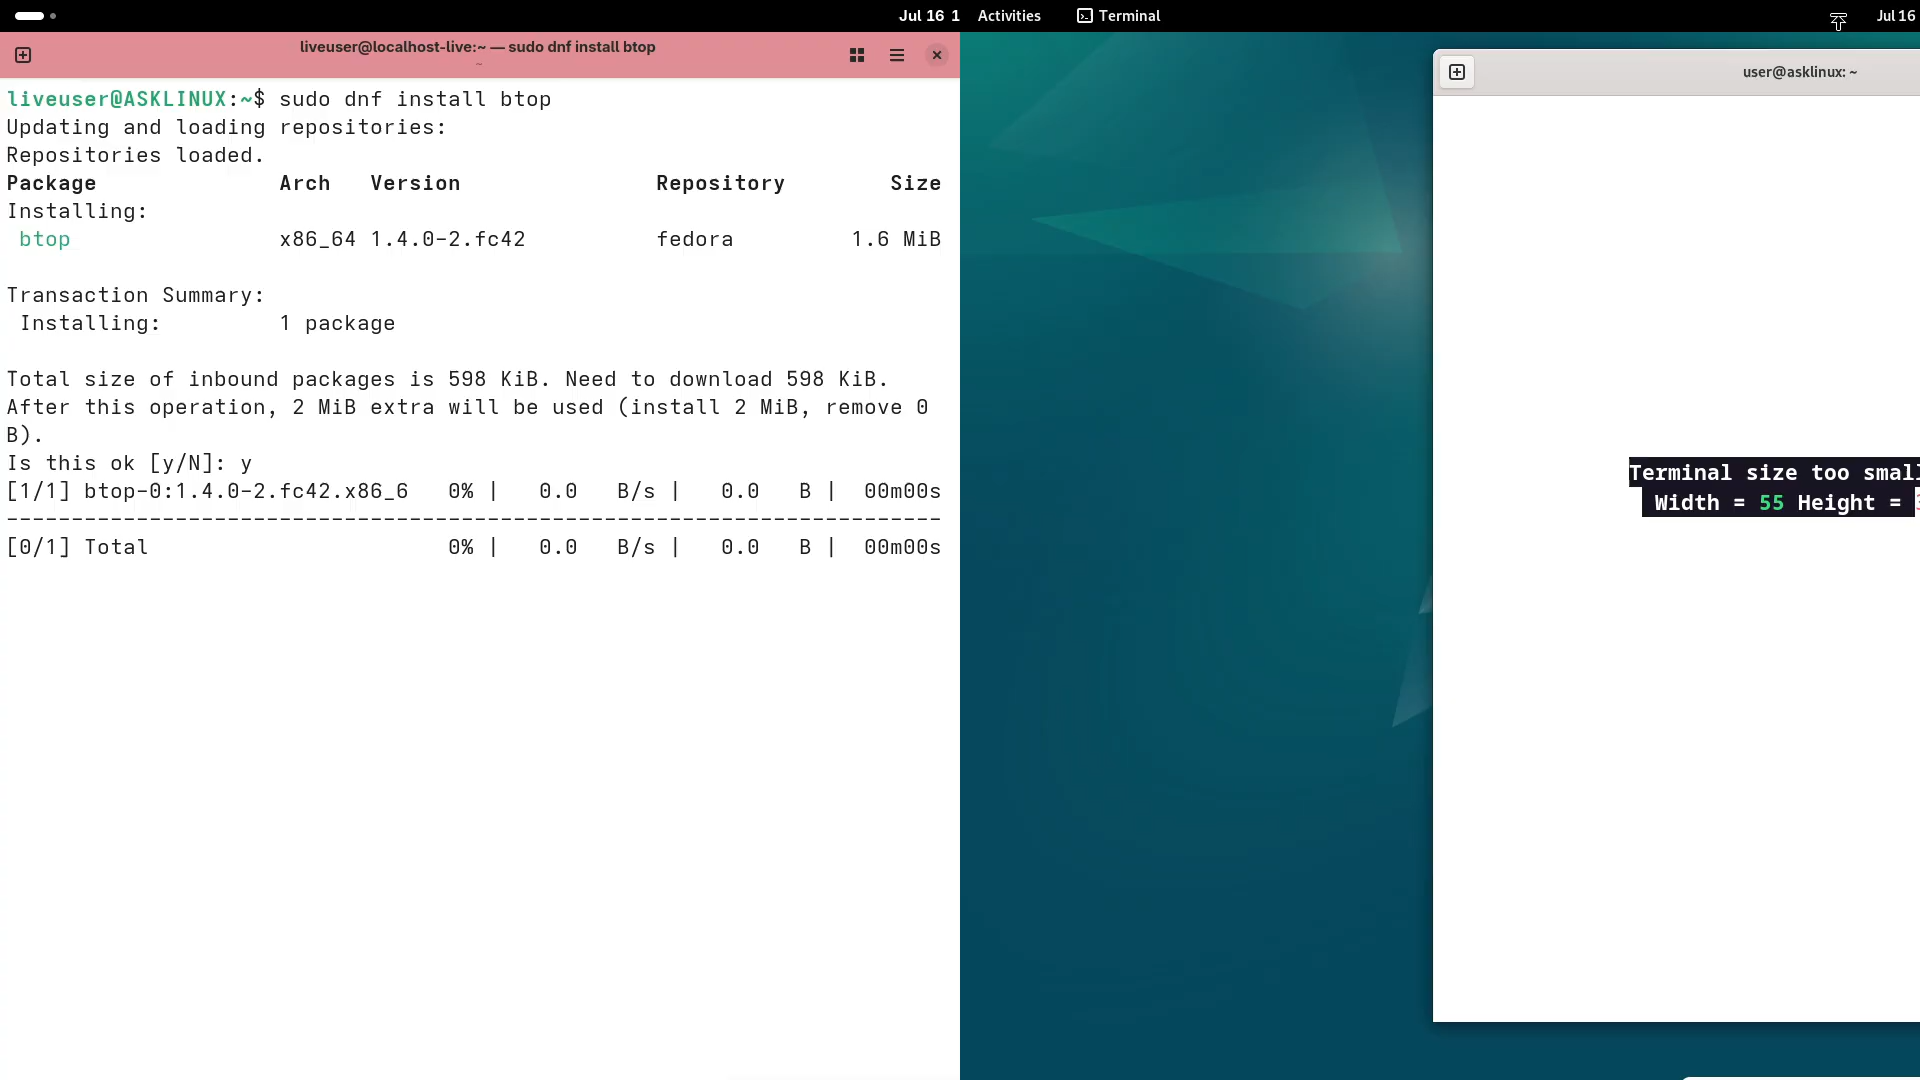 Jul 16 1
Activities
Terminal
Jul 16
liveuser@localhost-live:~ — sudo dnf install btop
~
liveuser@ASKLINUX:~$ sudo dnf install btop
Updating and loading repositories:
Repositories loaded.
Package Arch Version Repository Size
Installing:
btop x86_64 1.4.0-2.fc42 fedora 1.6 MiB
Transaction Summary:
Installing: 1 package
Total size of inbound packages is 598 KiB. Need to download 598 KiB.
After this operation, 2 MiB extra will be used (install 2 MiB, remove 0
B).
Is this ok [y/N]: y
[1/1] btop-0:1.4.0-2.fc42.x86_6 0% | 0.0 B/s | 0.0 B | 00m00s
------------------------------------------------------------------------
[0/1] Total 0% | 0.0 B/s | 0.0 B | 00m00s
user@asklinux: ~
Terminal size too small
Width = 55 Height =